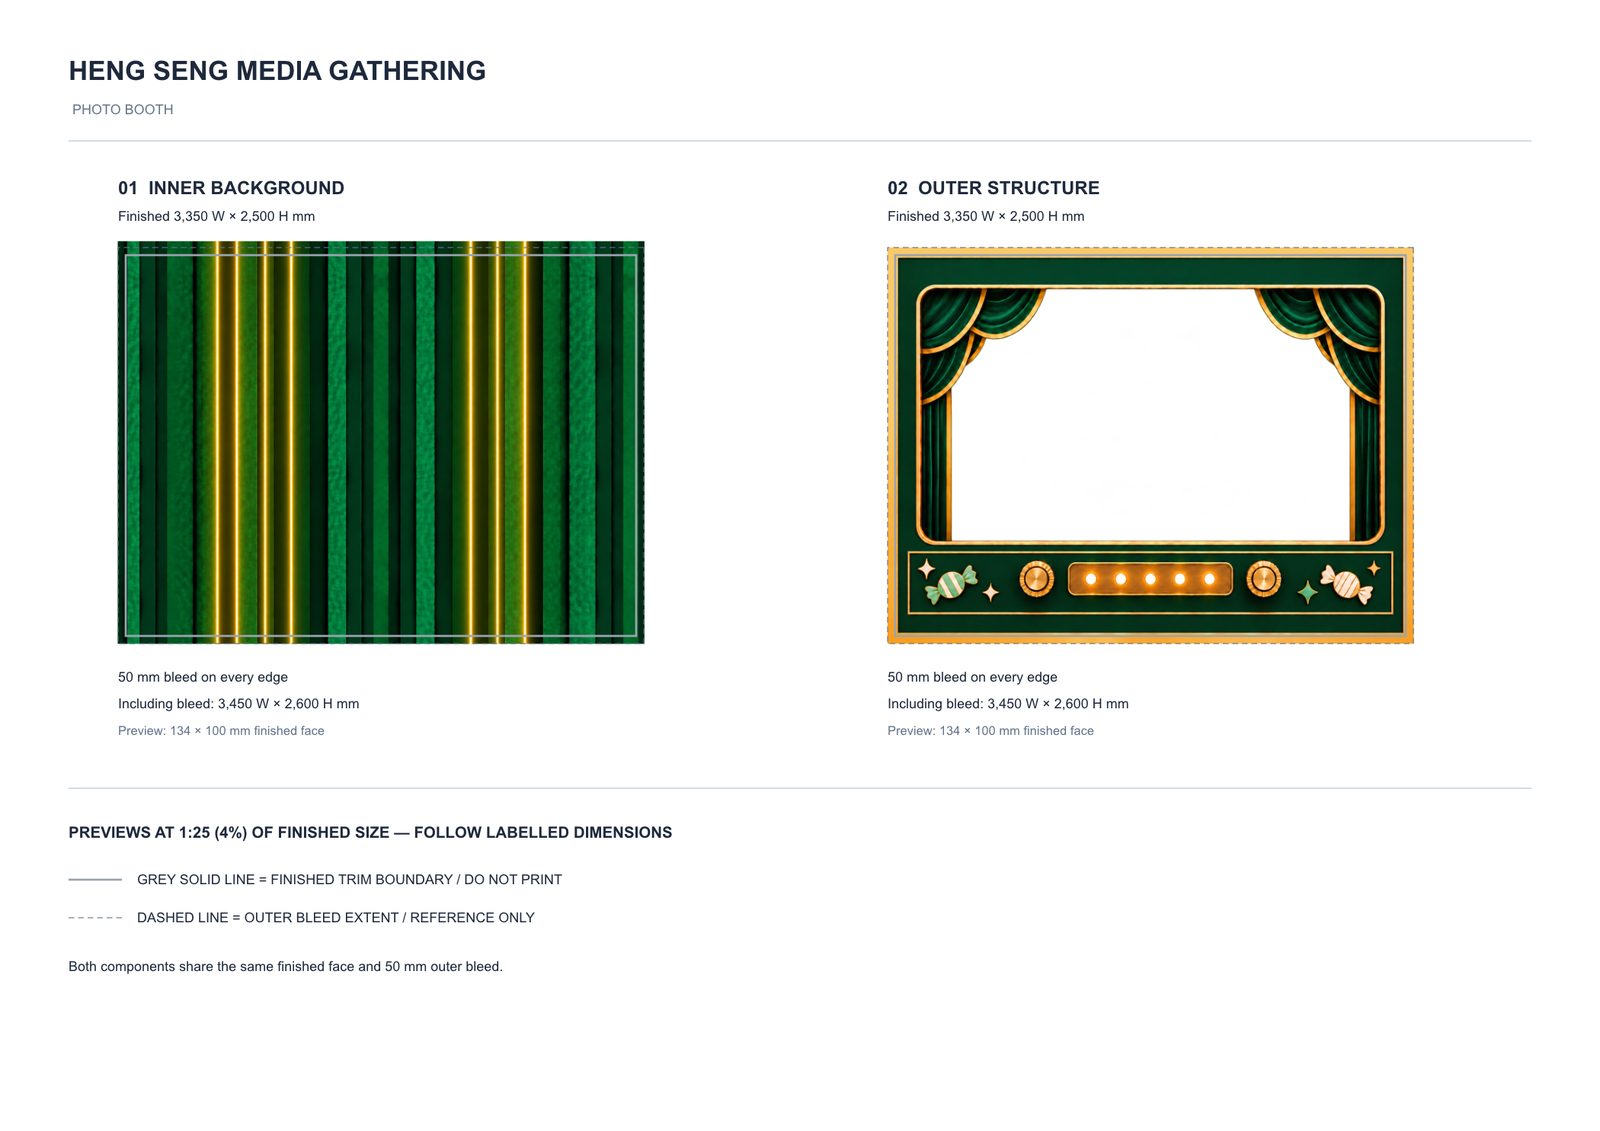 HENG SENG MEDIA GATHERING
PHOTO BOOTH
01 INNER BACKGROUND
Finished 3,350 W × 2,500 H mm
50 mm bleed on every edge
Including bleed: 3,450 W × 2,600 H mm
Preview: 134 × 100 mm finished face
02 OUTER STRUCTURE
Finished 3,350 W × 2,500 H mm
50 mm bleed on every edge
Including bleed: 3,450 W × 2,600 H mm
Preview: 134 × 100 mm finished face
PREVIEWS AT 1:25 (4%) OF FINISHED SIZE — FOLLOW LABELLED DIMENSIONS
GREY SOLID LINE = FINISHED TRIM BOUNDARY / DO NOT PRINT
DASHED LINE = OUTER BLEED EXTENT / REFERENCE ONLY
Both components share the same finished face and 50 mm outer bleed.